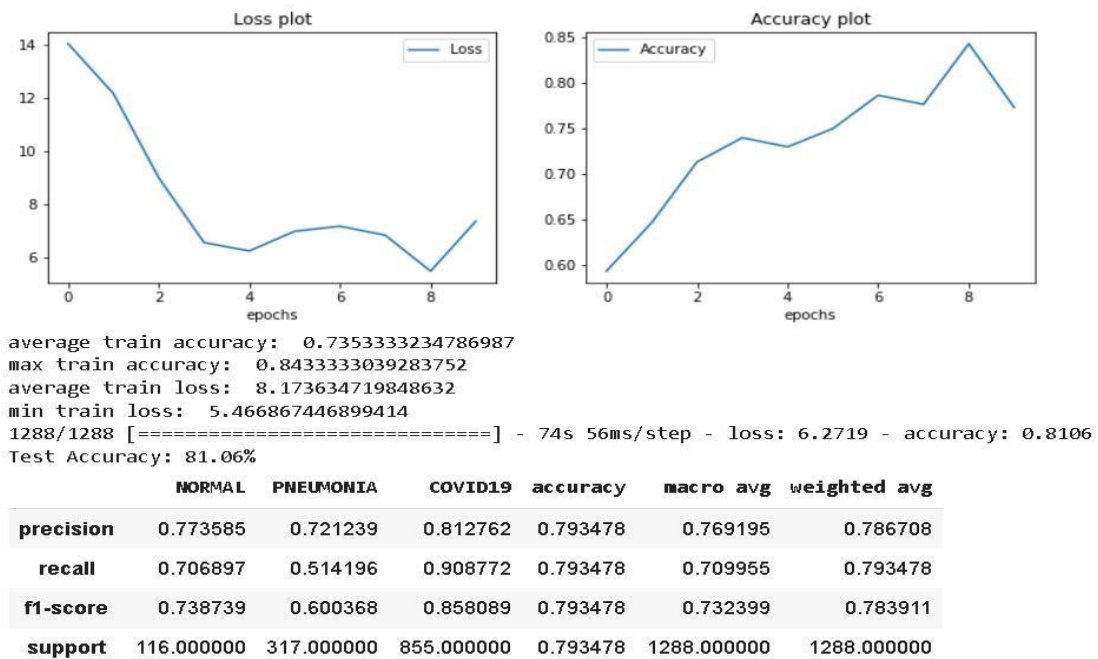 Loss plot
14
12
10
8
6
Loss
0 2 4 6 8
epochs
Accuracy plot
0.85
0.80
0.75
0.70
0.65
0.60
Accuracy
0 2 4 6 8
epochs
average train accuracy: 0.7353333234786987
max train accuracy: 0.8433333039283752
average train loss: 8.173634719848632
min train loss: 5.466867446899414
1288/1288 [==============================] - 74s 56ms/step - loss: 6.2719 - accuracy: 0.8106
Test Accuracy: 81.06%
NORMAL PNEUMONIA COVID19 accuracy macro avg weighted avg
precision 0.773585 0.721239 0.812762 0.793478 0.769195 0.786708
recall 0.706897 0.514196 0.908772 0.793478 0.709955 0.793478
f1-score 0.738739 0.600368 0.858089 0.793478 0.732399 0.783911
support 116.000000 317.000000 855.000000 0.793478 1288.000000 1288.000000